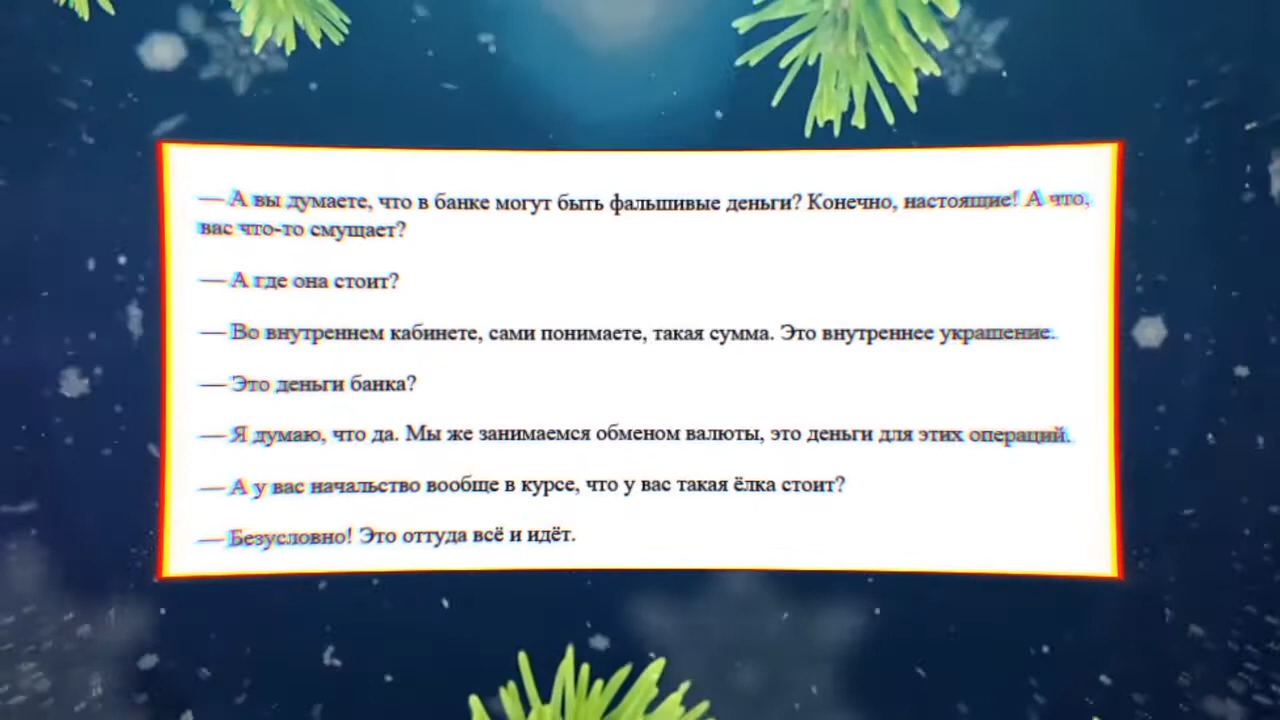 — А вы думаете, что в банке могут быть фальшивые деньги? Конечно, настоящие! А что,
вас что-то смущает?
— А где она стоит?
— Во внутреннем кабинете, сами понимаете, такая сумма. Это внутреннее украшение.
— Это деньги банка?
— Я думаю, что да. Мы же занимаемся обменом валюты, это деньги для этих операций.
— А у вас начальство вообще в курсе, что у вас такая ёлка стоит?
— Безусловно! Это оттуда всё и идёт.